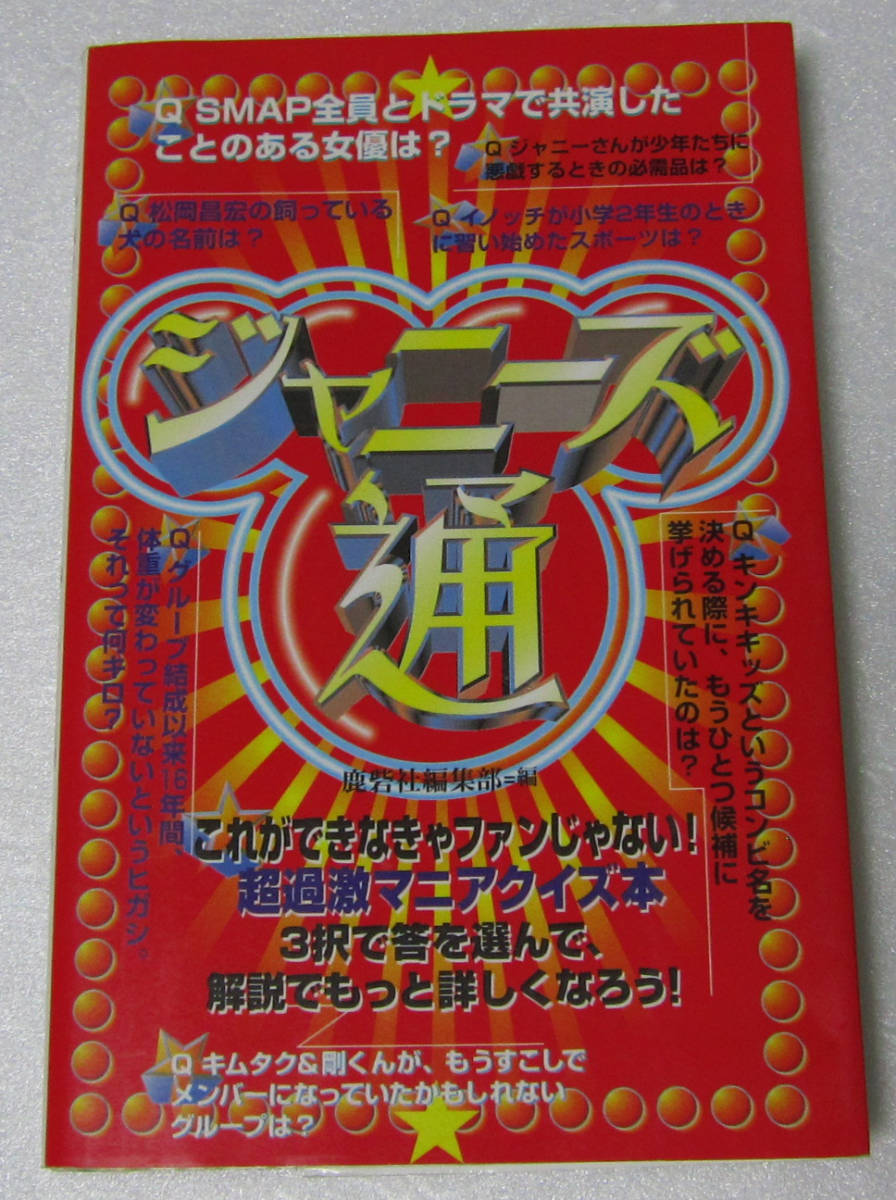 Q SMAP全員とドラマで共演した
ことのある女優は？
Q ジャニーさんが少年たちに
悪戯するときの必需品は？
Q 松岡昌宏の飼っている
犬の名前は？
Q イノッチが小学2年生のとき
に習い始めたスポーツは？
ジャニーズ
通
Q キンキキッズというコンビ名を
決める際に、もうひとつ候補に
挙げられていたのは？
Q グループ結成以来16年間、
体重が変わっていないというヒガシ。
それって何キロ？
鹿砦社編集部=編
これができなきゃファンじゃない！
超過激マニアクイズ本
3択で答を選んで、
解説でもっと詳しくなろう！
Q キムタク&剛くんが、もうすこしで
メンバーになっていたかもしれない
グループは？